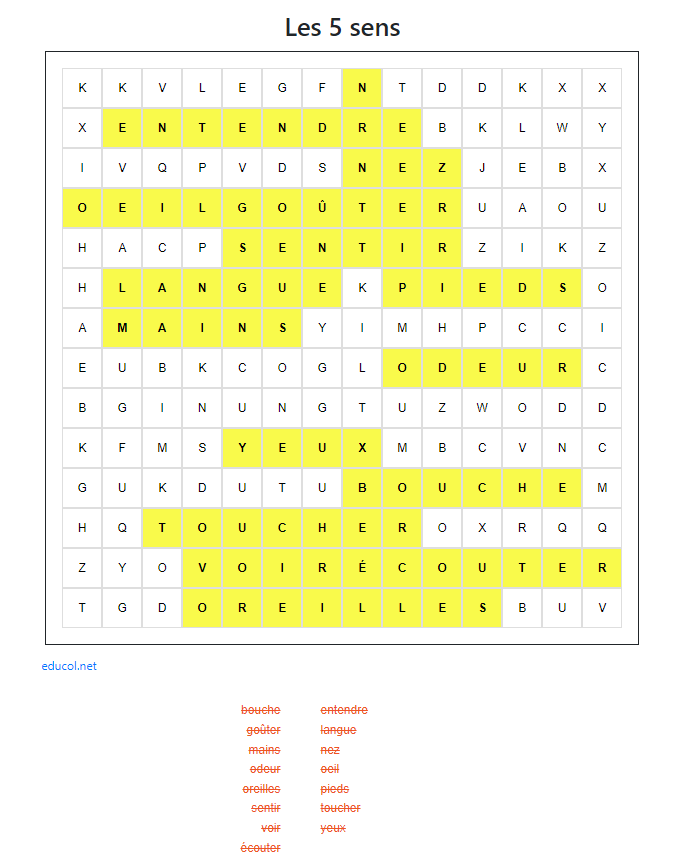 Les 5 sens
K K V L E G F N T D D K X X
X E N T E N D R E B K L W Y
I V Q P V D S N E Z J E B X
O E I L G O Û T E R U A O U
H A C P S E N T I R Z I K Z
H L A N G U E K P I E D S O
A M A I N S Y I M H P C C I
E U B K C O G L O D E U R C
B G I N U N G T U Z W O D D
K F M S Y E U X M B C V N C
G U K D U T U B O U C H E M
H Q T O U C H E R O X R Q Q
Z Y O V O I R É C O U T E R
T G D O R E I L L E S B U V
educol.net
bouche entendre
goûter langue
mains nez
odeur oeil
oreilles pieds
sentir toucher
voir yeux
écouter